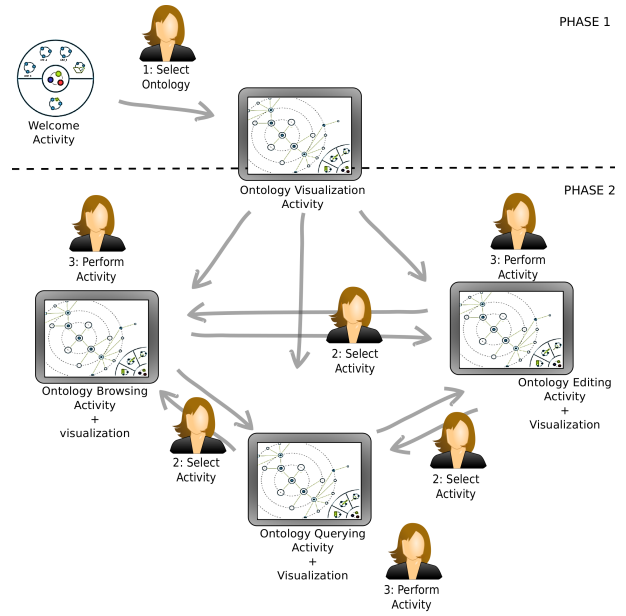 PHASE 1
1: Select
Ontology
Welcome
Activity
PHASE 2
Ontology Visualization
Activity
3: Perform
Activity
3: Perform
Activity
2: Select
Activity
Ontology Browsing
Activity
+
visualization
Ontology Editing
Activity
+
Visualization
2: Select
Activity
2: Select
Activity
Ontology Querying
Activity
+
Visualization
3: Perform
Activity